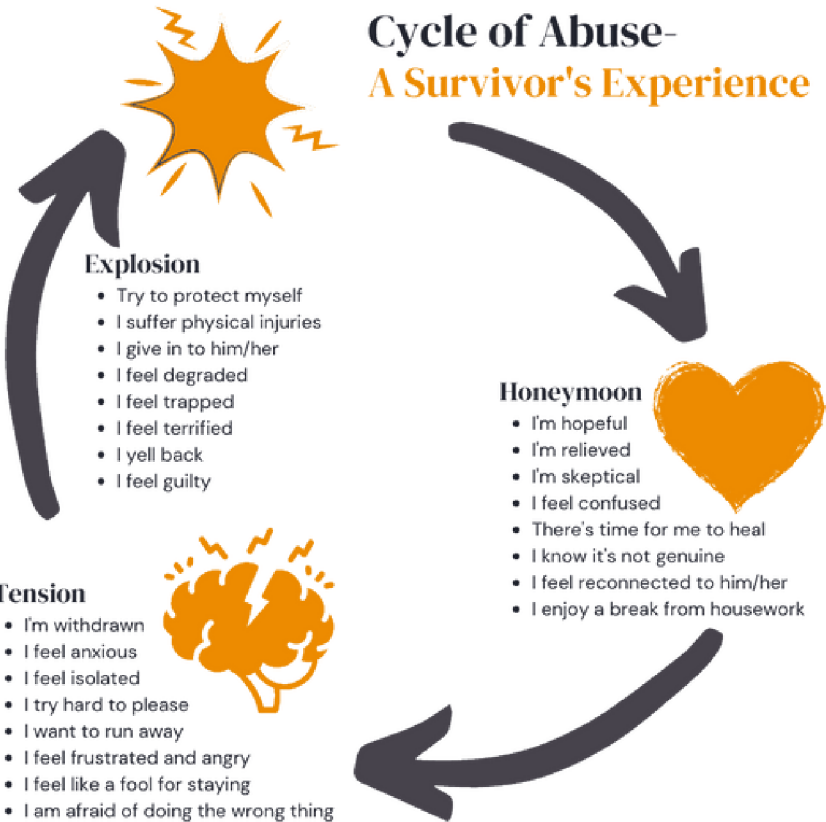 Cycle of Abuse-
A Survivor's Experience
Explosion
Try to protect myself
I suffer physical injuries
I give in to him/her
I feel degraded
I feel trapped
I feel terrified
I yell back
I feel guilty
Honeymoon
I'm hopeful
I'm relieved
I'm skeptical
I feel confused
There's time for me to heal
I know it's not genuine
I feel reconnected to him/her
I enjoy a break from housework
Tension
I'm withdrawn
I feel anxious
I feel isolated
I try hard to please
I want to run away
I feel frustrated and angry
I feel like a fool for staying
I am afraid of doing the wrong thing